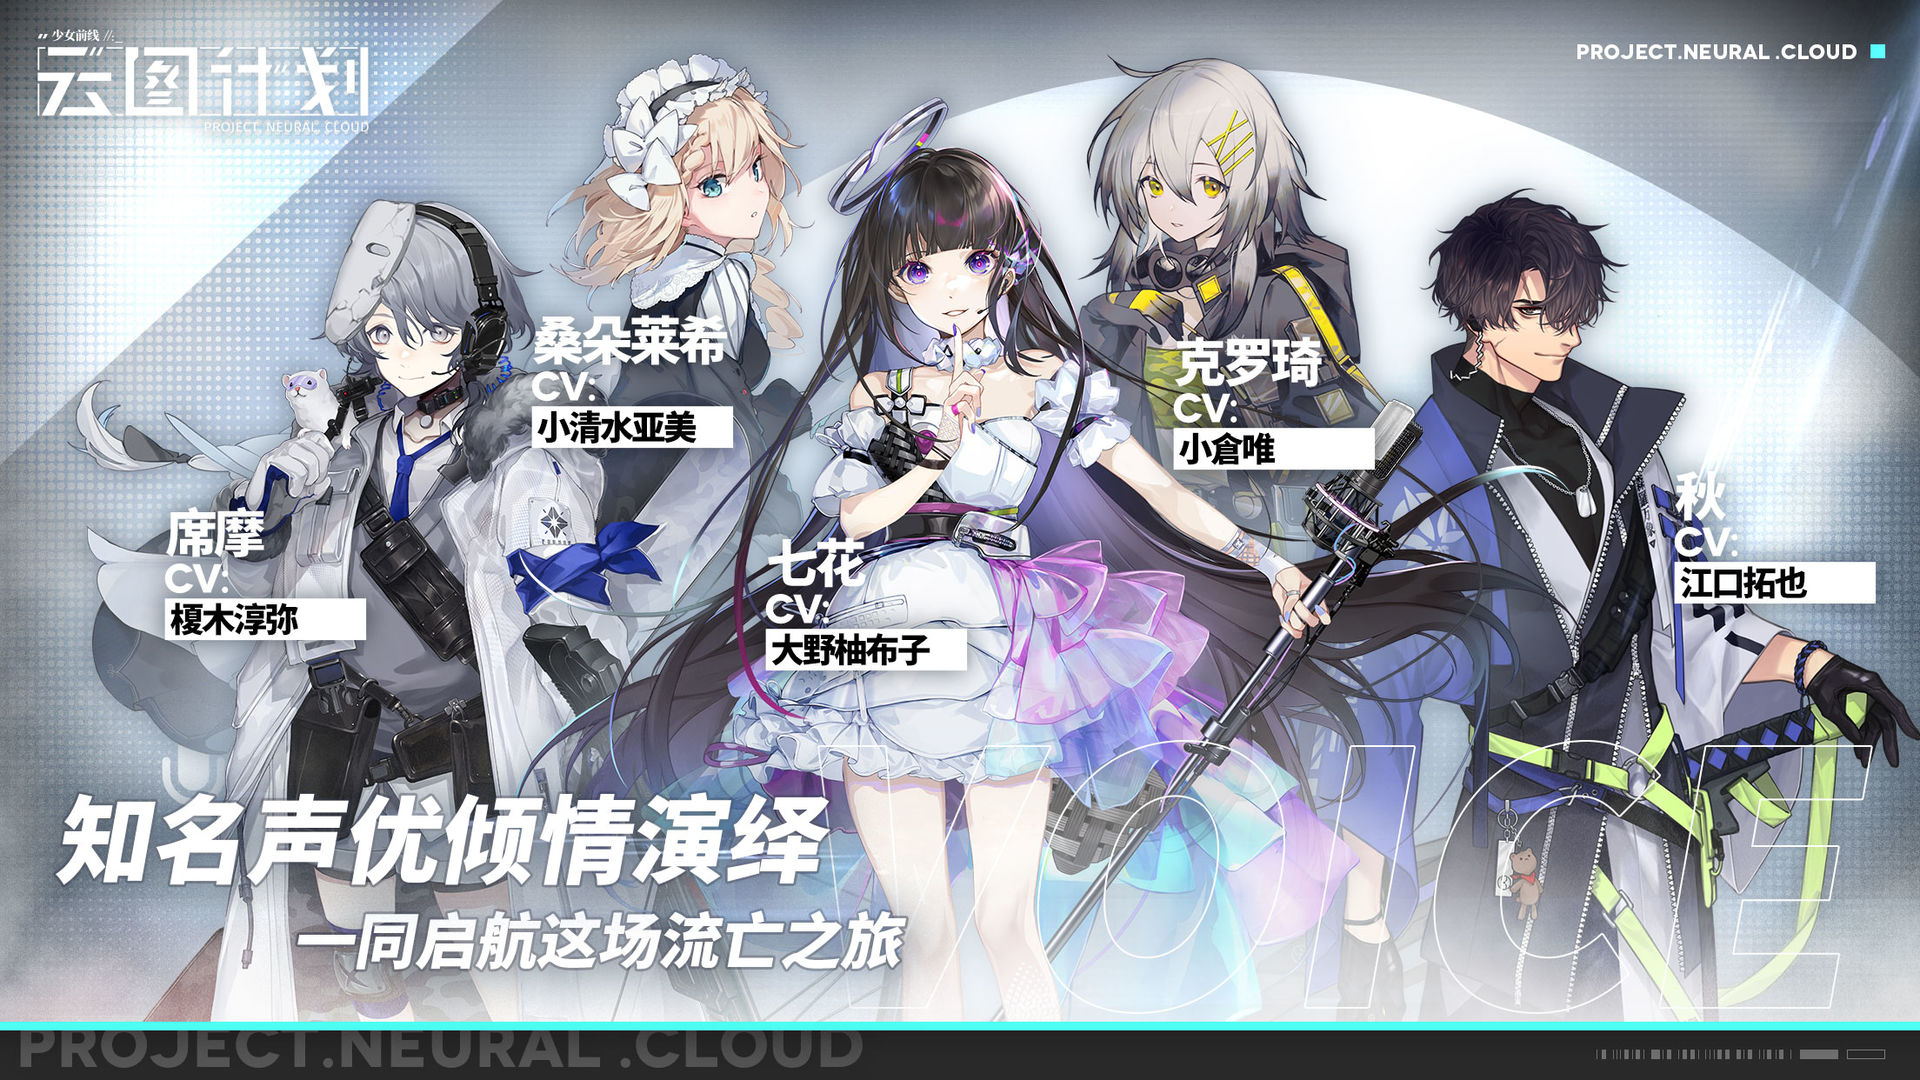 少女前线
云图计划
PROJECT. NEURAL. CLOUD
PROJECT.NEURAL .CLOUD
桑朵莱希
CV:
小清水亚美
克罗琦
CV:
小倉唯
席摩
CV:
榎木淳弥
七花
CV:
大野柚布子
秋
CV:
江口拓也
知名声优倾情演绎
一同启航这场流亡之旅
VOICE
PROJECT.NEURAL .CLOUD